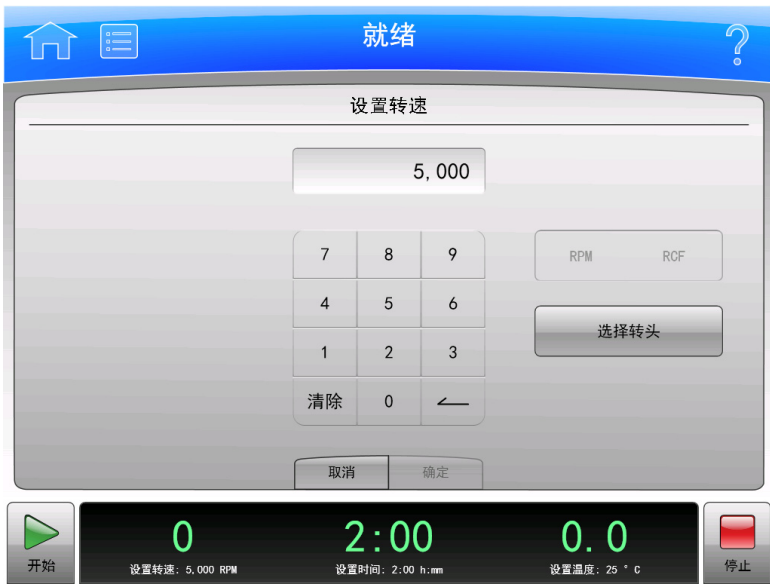 就绪
设置转速
5,000
7 8 9
RPM RCF
4 5 6
选择转头
1 2 3
清除 0
取消 确定
开始
0 2:00 0.0
设置转速: 5,000 RPM 设置时间: 2:00 h:mm 设置温度: 25 ° C
停止